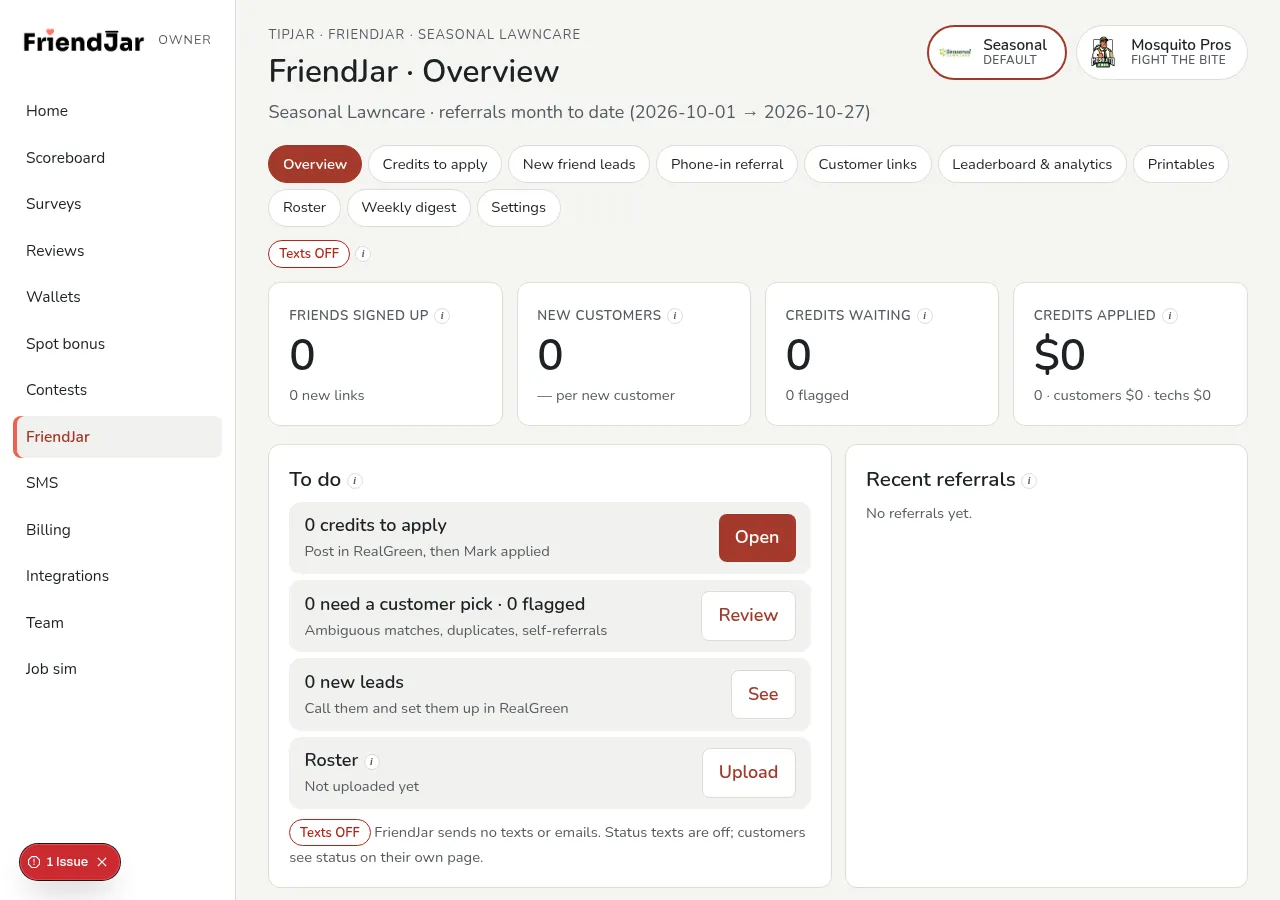 FriendJar OWNER
Home
Scoreboard
Surveys
Reviews
Wallets
Spot bonus
Contests
FriendJar
SMS
Billing
Integrations
Team
Job sim
1 Issue
TIPJAR · FRIENDJAR · SEASONAL LAWNCARE
FriendJar · Overview
Seasonal Lawncare · referrals month to date (2026-10-01 → 2026-10-27)
Seasonal
DEFAULT
Mosquito Pros
FIGHT THE BITE
Overview Credits to apply New friend leads Phone-in referral Customer links Leaderboard & analytics Printables
Roster Weekly digest Settings
Texts OFF i
FRIENDS SIGNED UP i
0
0 new links
NEW CUSTOMERS i
0
— per new customer
CREDITS WAITING i
0
0 flagged
CREDITS APPLIED i
$0
0 · customers $0 · techs $0
To do i
0 credits to apply
Post in RealGreen, then Mark applied
Open
0 need a customer pick · 0 flagged
Ambiguous matches, duplicates, self-referrals
Review
0 new leads
Call them and set them up in RealGreen
See
Roster i
Not uploaded yet
Upload
Texts OFF FriendJar sends no texts or emails. Status texts are off; customers
see status on their own page.
Recent referrals i
No referrals yet.